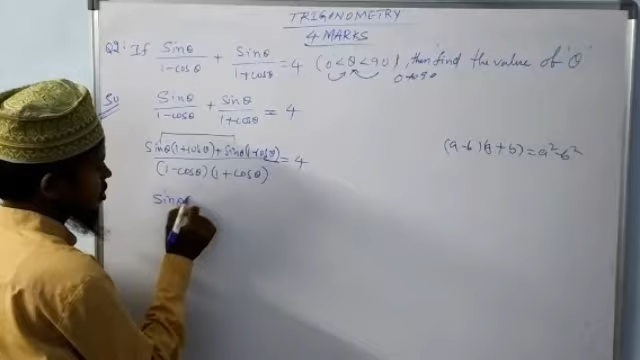 TRIGONOMETRY
4 MARKS
Q2: If Sinθ/1-cosθ + Sinθ/1+cosθ = 4 (0<θ<90), then find the value of "θ"
0 to 90
Sol Sinθ/1-cosθ + Sinθ/1+cosθ = 4
Sinθ(1+cosθ)+Sinθ(1-cosθ)/(1-cosθ)(1+cosθ) = 4
(a-b)(a+b)=a²-b²
Sinθ